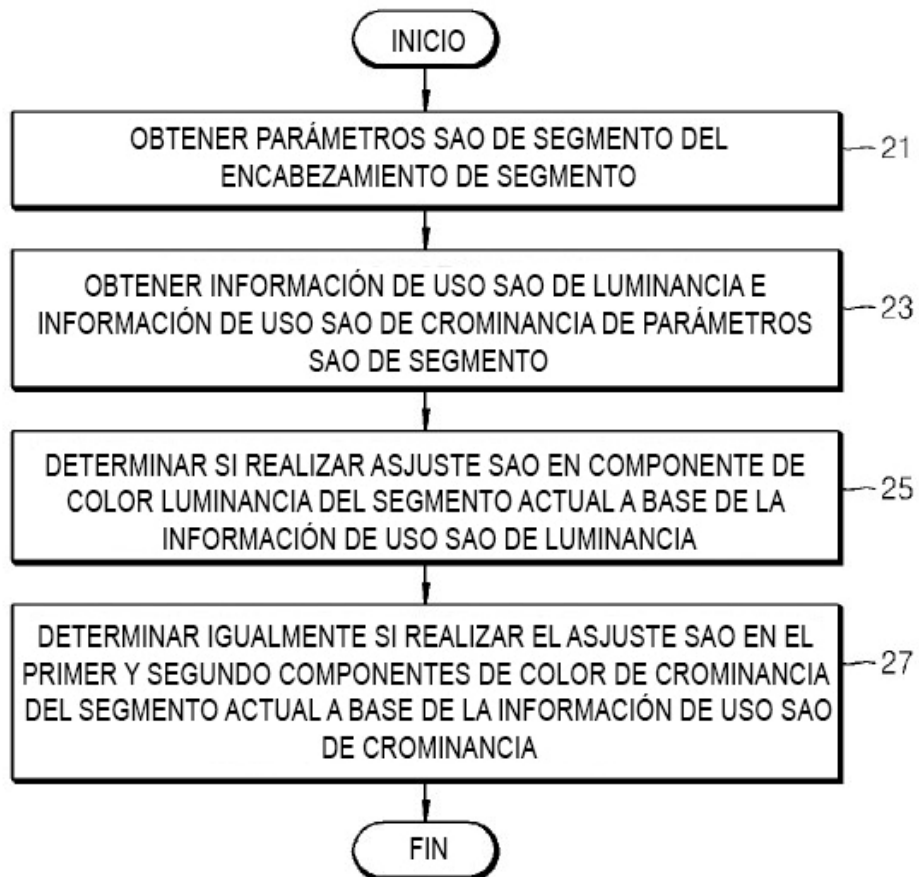 INICIO
OBTENER PARÁMETROS SAO DE SEGMENTO DEL
ENCABEZAMIENTO DE SEGMENTO
21
OBTENER INFORMACIÓN DE USO SAO DE LUMINANCIA E
INFORMACIÓN DE USO SAO DE CROMINANCIA DE PARÁMETROS
SAO DE SEGMENTO
23
DETERMINAR SI REALIZAR ASJUSTE SAO EN COMPONENTE DE
COLOR LUMINANCIA DEL SEGMENTO ACTUAL A BASE DE LA
INFORMACIÓN DE USO SAO DE LUMINANCIA
25
DETERMINAR IGUALMENTE SI REALIZAR EL ASJUSTE SAO EN EL
PRIMER Y SEGUNDO COMPONENTES DE COLOR DE CROMINANCIA
DEL SEGMENTO ACTUAL A BASE DE LA INFORMACIÓN DE USO SAO
DE CROMINANCIA
27
FIN